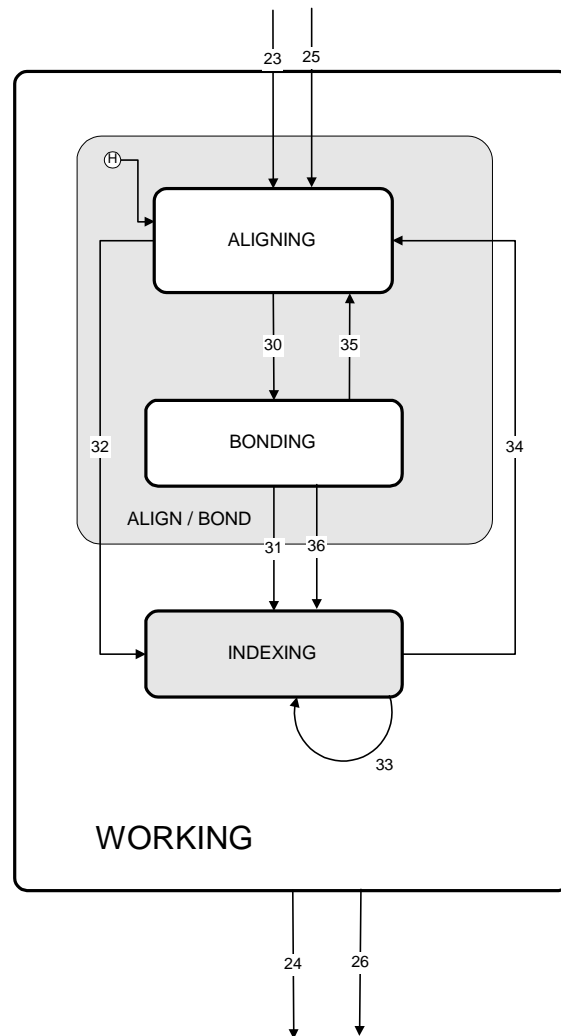 23
25
H
ALIGNING
30
35
32
BONDING
34
ALIGN / BOND
31
36
INDEXING
33
WORKING
24
26